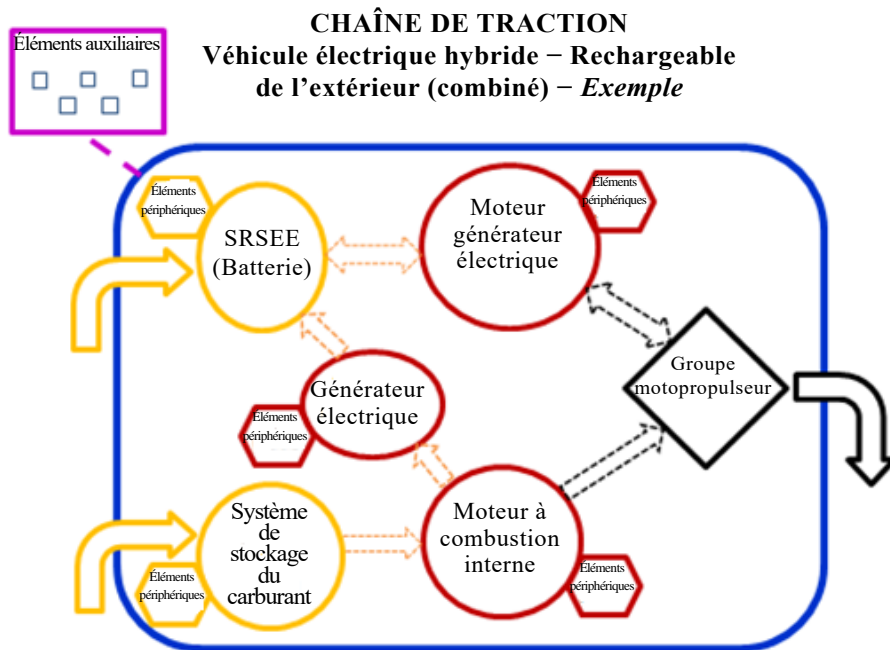 CHAÎNE DE TRACTION
Véhicule électrique hybride − Rechargeable
de l’extérieur (combiné) − Exemple
Éléments auxiliaires
Éléments
périphériques
SRSEE
(Batterie)
Moteur
générateur
électrique
Éléments
périphériques
Groupe
motopropulseur
Générateur
électrique
Éléments
périphériques
Système
de
stockage
du
carburant
Éléments
périphériques
Moteur à
combustion
interne
Éléments
périphériques